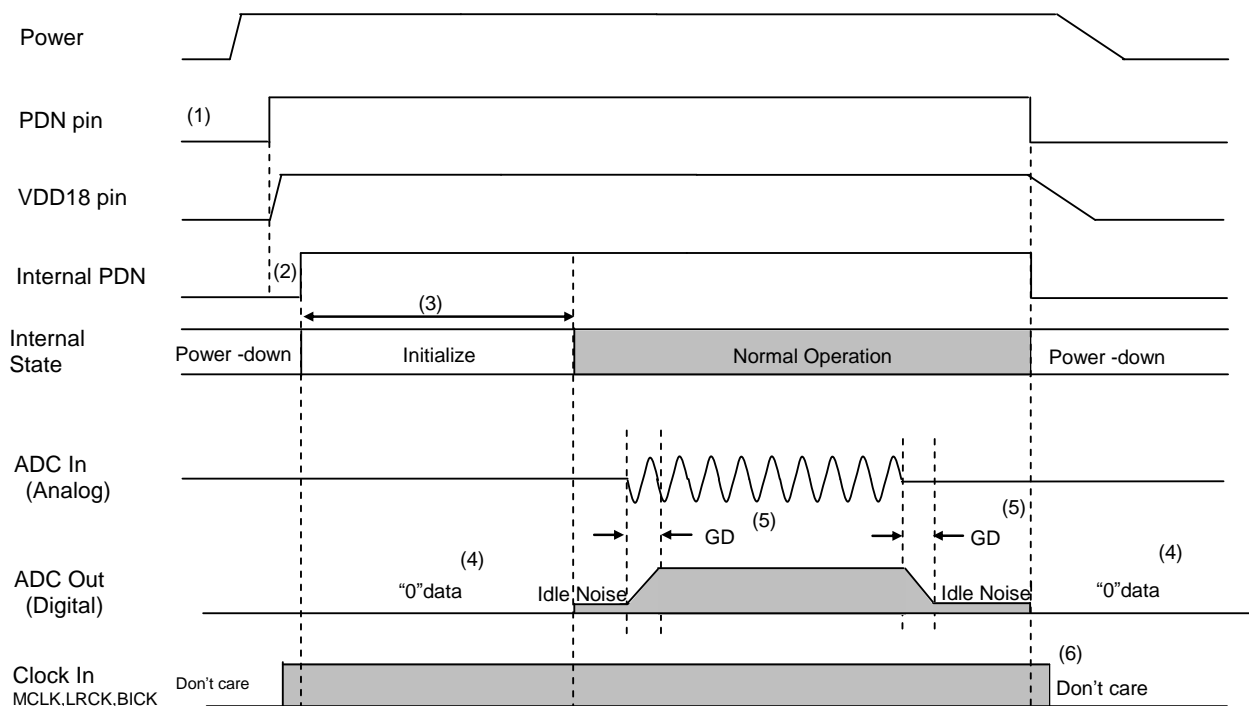 Power
PDN pin
(1)
VDD18 pin
Internal PDN
(2)
(3)
Internal
State
Power -down
Initialize
Normal Operation
Power -down
ADC In
(Analog)
(5)
GD
(5)
GD
ADC Out
(Digital)
(4)
“0”data
Idle Noise
Idle Noise
(4)
“0”data
Clock In
MCLK,LRCK,BICK
Don’t care
(6)
Don’t care